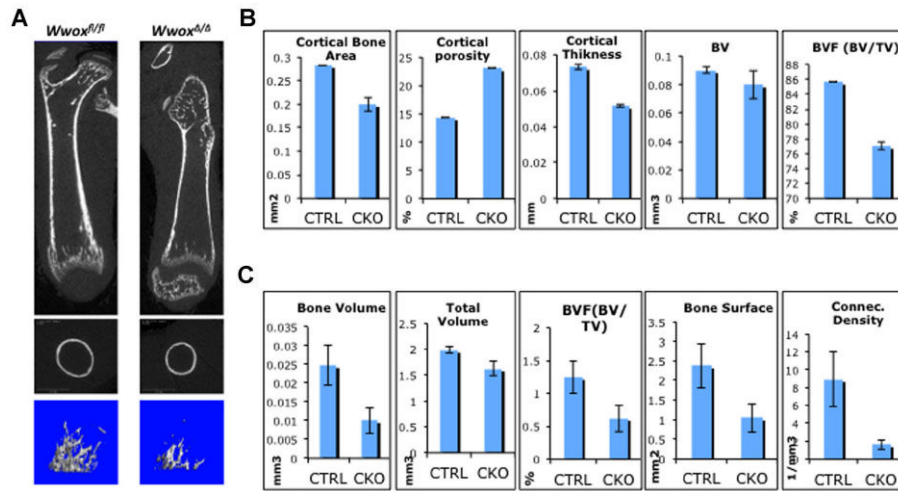 A
Wwox^fl/fl
Wwox^Δ/Δ
B
Cortical Bone
Area
0.3
0.25
0.2
0.15
0.1
0.05
0
mm2
CTRL CKO
Cortical
porosity
25
20
15
10
5
0
%
CTRL CKO
Cortical
Thikness
0.08
0.06
0.04
0.02
0
mm
CTRL CKO
BV
0.1
0.08
0.06
0.04
0.02
0
mm3
CTRL CKO
BVF (BV/TV)
88
86
84
82
80
78
76
74
72
70
%
CTRL CKO
C
Bone Volume
0.035
0.03
0.025
0.02
0.015
0.01
0.005
0
mm3
CTRL CKO
Total
Volume
2.5
2
1.5
1
0.5
0
mm3
CTRL CKO
BVF(BV/
TV)
2
1.5
1
0.5
0
%
CTRL CKO
Bone Surface
3.5
3
2.5
2
1.5
1
0.5
0
mm2
CTRL CKO
Connec.
Density
14
12
10
8
6
4
2
0
1/mm3
CTRL CKO